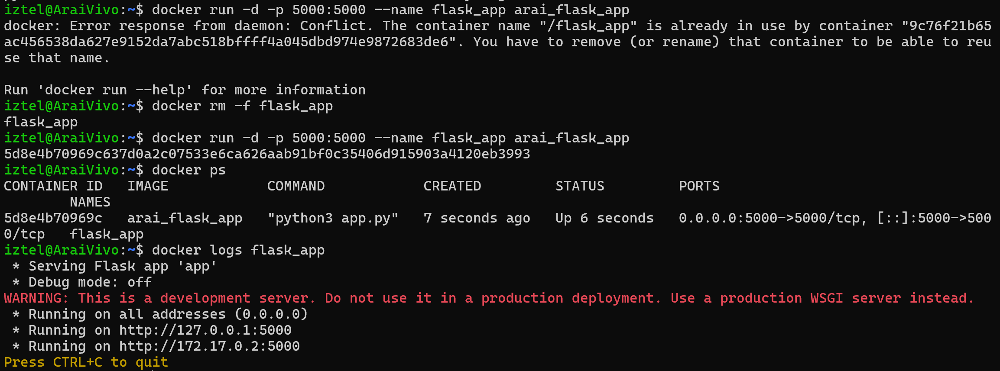 iztel@AraiVivo:~$ docker run -d -p 5000:5000 --name flask_app arai_flask_app
docker: Error response from daemon: Conflict. The container name "/flask_app" is already in use by container "9c76f21b65
ac456538da627e9152da7abc518bffff4a045dbd974e9872683de6". You have to remove (or rename) that container to be able to reu
se that name.

Run 'docker run --help' for more information
iztel@AraiVivo:~$ docker rm -f flask_app
flask_app
iztel@AraiVivo:~$ docker run -d -p 5000:5000 --name flask_app arai_flask_app
5d8e4b70969c637d0a2c07533e6ca626aab91bf0c35406d915903a4120eb3993
iztel@AraiVivo:~$ docker ps
CONTAINER ID   IMAGE            COMMAND            CREATED         STATUS         PORTS
        NAMES
5d8e4b70969c   arai_flask_app   "python3 app.py"   7 seconds ago   Up 6 seconds   0.0.0.0:5000->5000/tcp, [::]:5000->500
0/tcp   flask_app
iztel@AraiVivo:~$ docker logs flask_app
 * Serving Flask app 'app'
 * Debug mode: off
WARNING: This is a development server. Do not use it in a production deployment. Use a production WSGI server instead.
 * Running on all addresses (0.0.0.0)
 * Running on http://127.0.0.1:5000
 * Running on http://172.17.0.2:5000
Press CTRL+C to quit